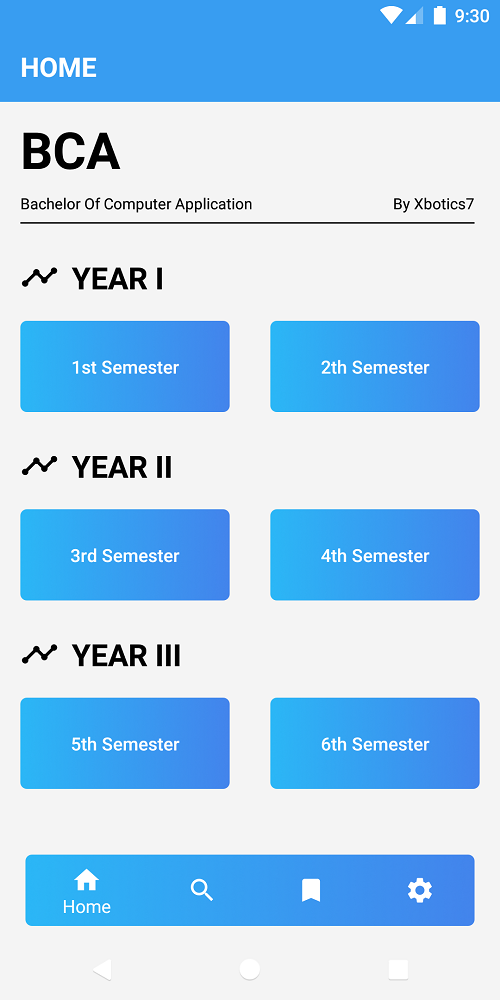 9:30
HOME
BCA
Bachelor Of Computer Application By Xbotics7
YEAR I
1st Semester 2th Semester
YEAR II
3rd Semester 4th Semester
YEAR III
5th Semester 6th Semester
Home